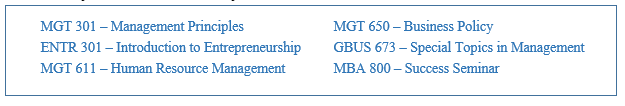 MGT 301 – Management Principles
ENTR 301 – Introduction to Entrepreneurship
MGT 611 – Human Resource Management
MGT 650 – Business Policy
GBUS 673 – Special Topics in Management
MBA 800 – Success Seminar